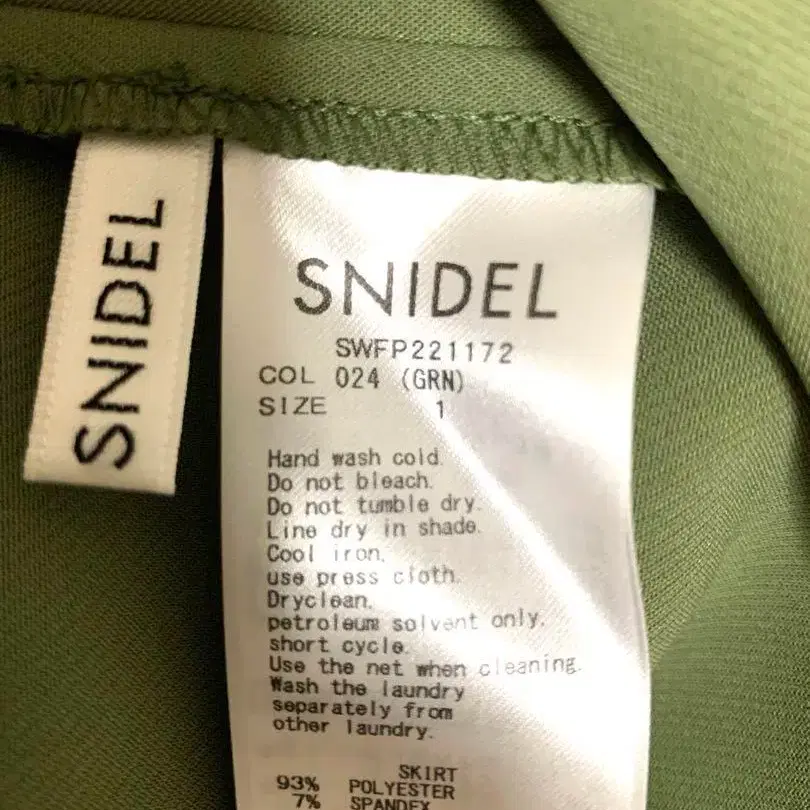 SNIDEL
SNIDEL
SWFP221172
COL 024 (GRN)
SIZE 1
Hand wash cold.
Do not bleach.
Do not tumble dry.
Line dry in shade.
Cool iron,
use press cloth.
Dryclean,
petroleum solvent only.
short cycle.
Use the net when cleaning.
Wash the laundry
separately from
other laundry.
SKIRT
93% POLYESTER
7% SPANDEX